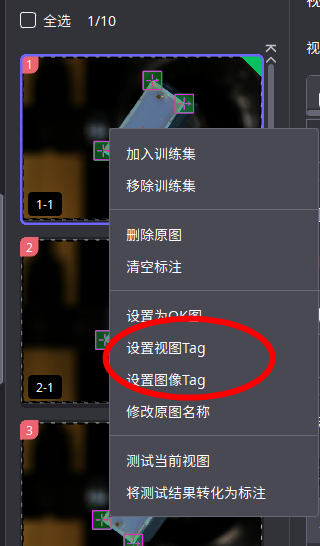 视
全选 1/10
视
1
加入训练集
移除训练集
1-1
删除原图
2
清空标注
设置为OK图
设置视图Tag
设置图像Tag
2-1
修改原图名称
3
测试当前视图
将测试结果转化为标注